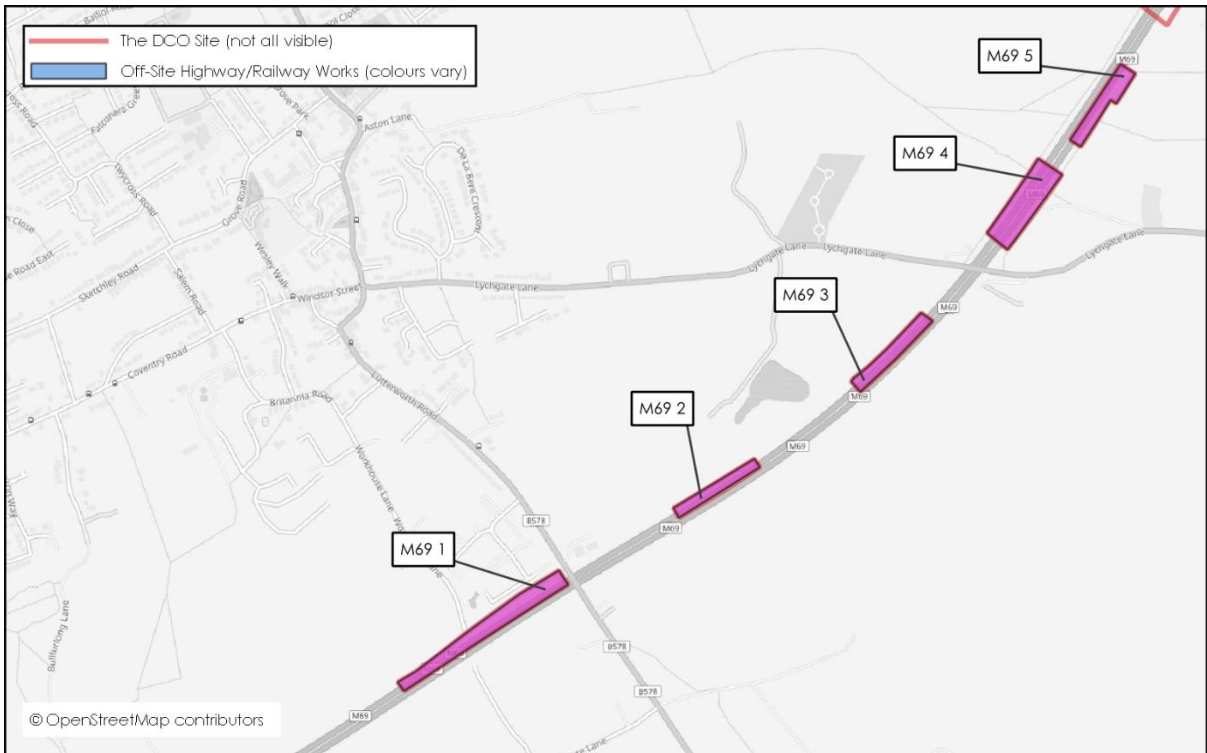 The DCO Site (not all visible)
Off-Site Highway/Railway Works (colours vary)
M69 5
M69
M69 4
M69
M69 3
M69
M69
M69 2
M69
M69
M69 1
M69
B578
B578
B578
Grove Park
Aston Lane
De La Bere Crescent
Twycross Road
Falconers Green
Grove Road
Sketchley Road
Salem Road
Wesley Walk
Windsor Street
Lychgate Lane
Lychgate Lane
Lychgate Lane
Coventry Road
Britannia Road
Lutterworth Road
Workhouse Lane
Bullfurlong Lane
© OpenStreetMap contributors